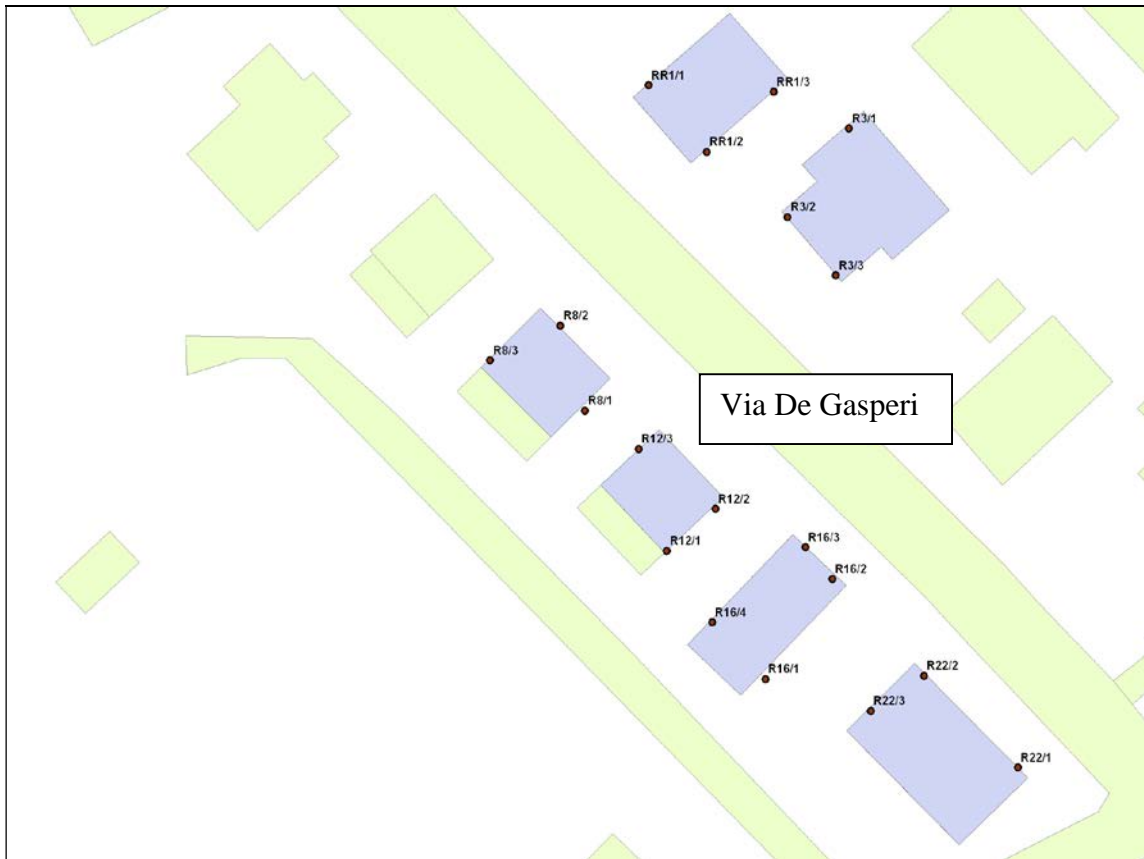 RR1/1
RR1/3
R3/1
RR1/2
R3/2
R3/3
R8/2
R8/3
Via De Gasperi
R8/1
R12/3
R12/2
R12/1
R16/3
R16/2
R16/4
R22/2
R16/1
R22/3
R22/1